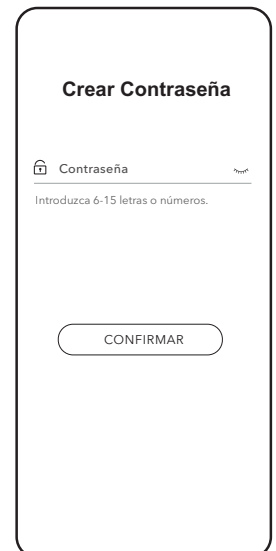 Crear Contraseña
Contraseña
Introduzca 6-15 letras o números.
CONFIRMAR